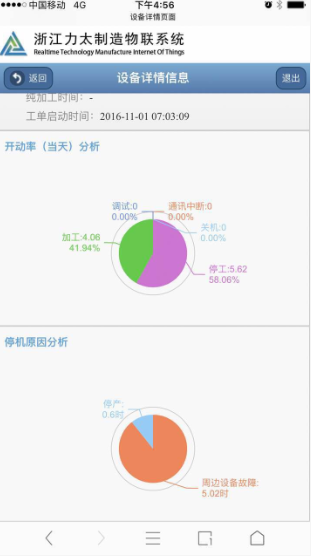 中国移动 4G 下午4:56
设备详情页面
浙江力太制造物联系统
Realtime Technology Manufacture Internet Of Things
返回 设备详情信息 退出
纯加工时间: -
工单启动时间: 2016-11-01 07:03:09
开动率（当天）分析
调试:0
0.00%
通讯中断:0
0.00%
关机:0
0.00%
加工:4.06
41.94%
停工:5.62
58.06%
停机原因分析
停产:
0.6时
周边设备故障:
5.02时